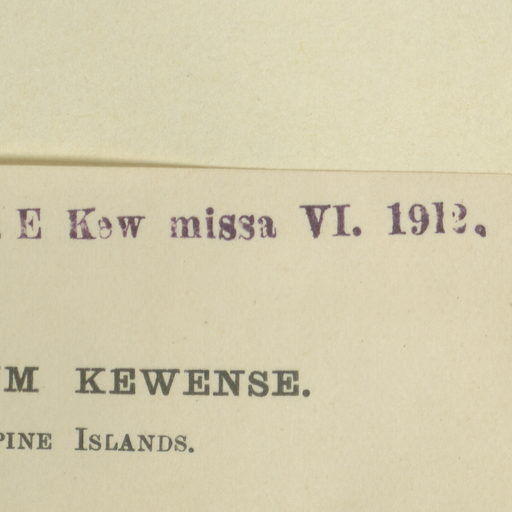 E Kew missa VI. 1912.
M KEWENSE.
PINE ISLANDS.